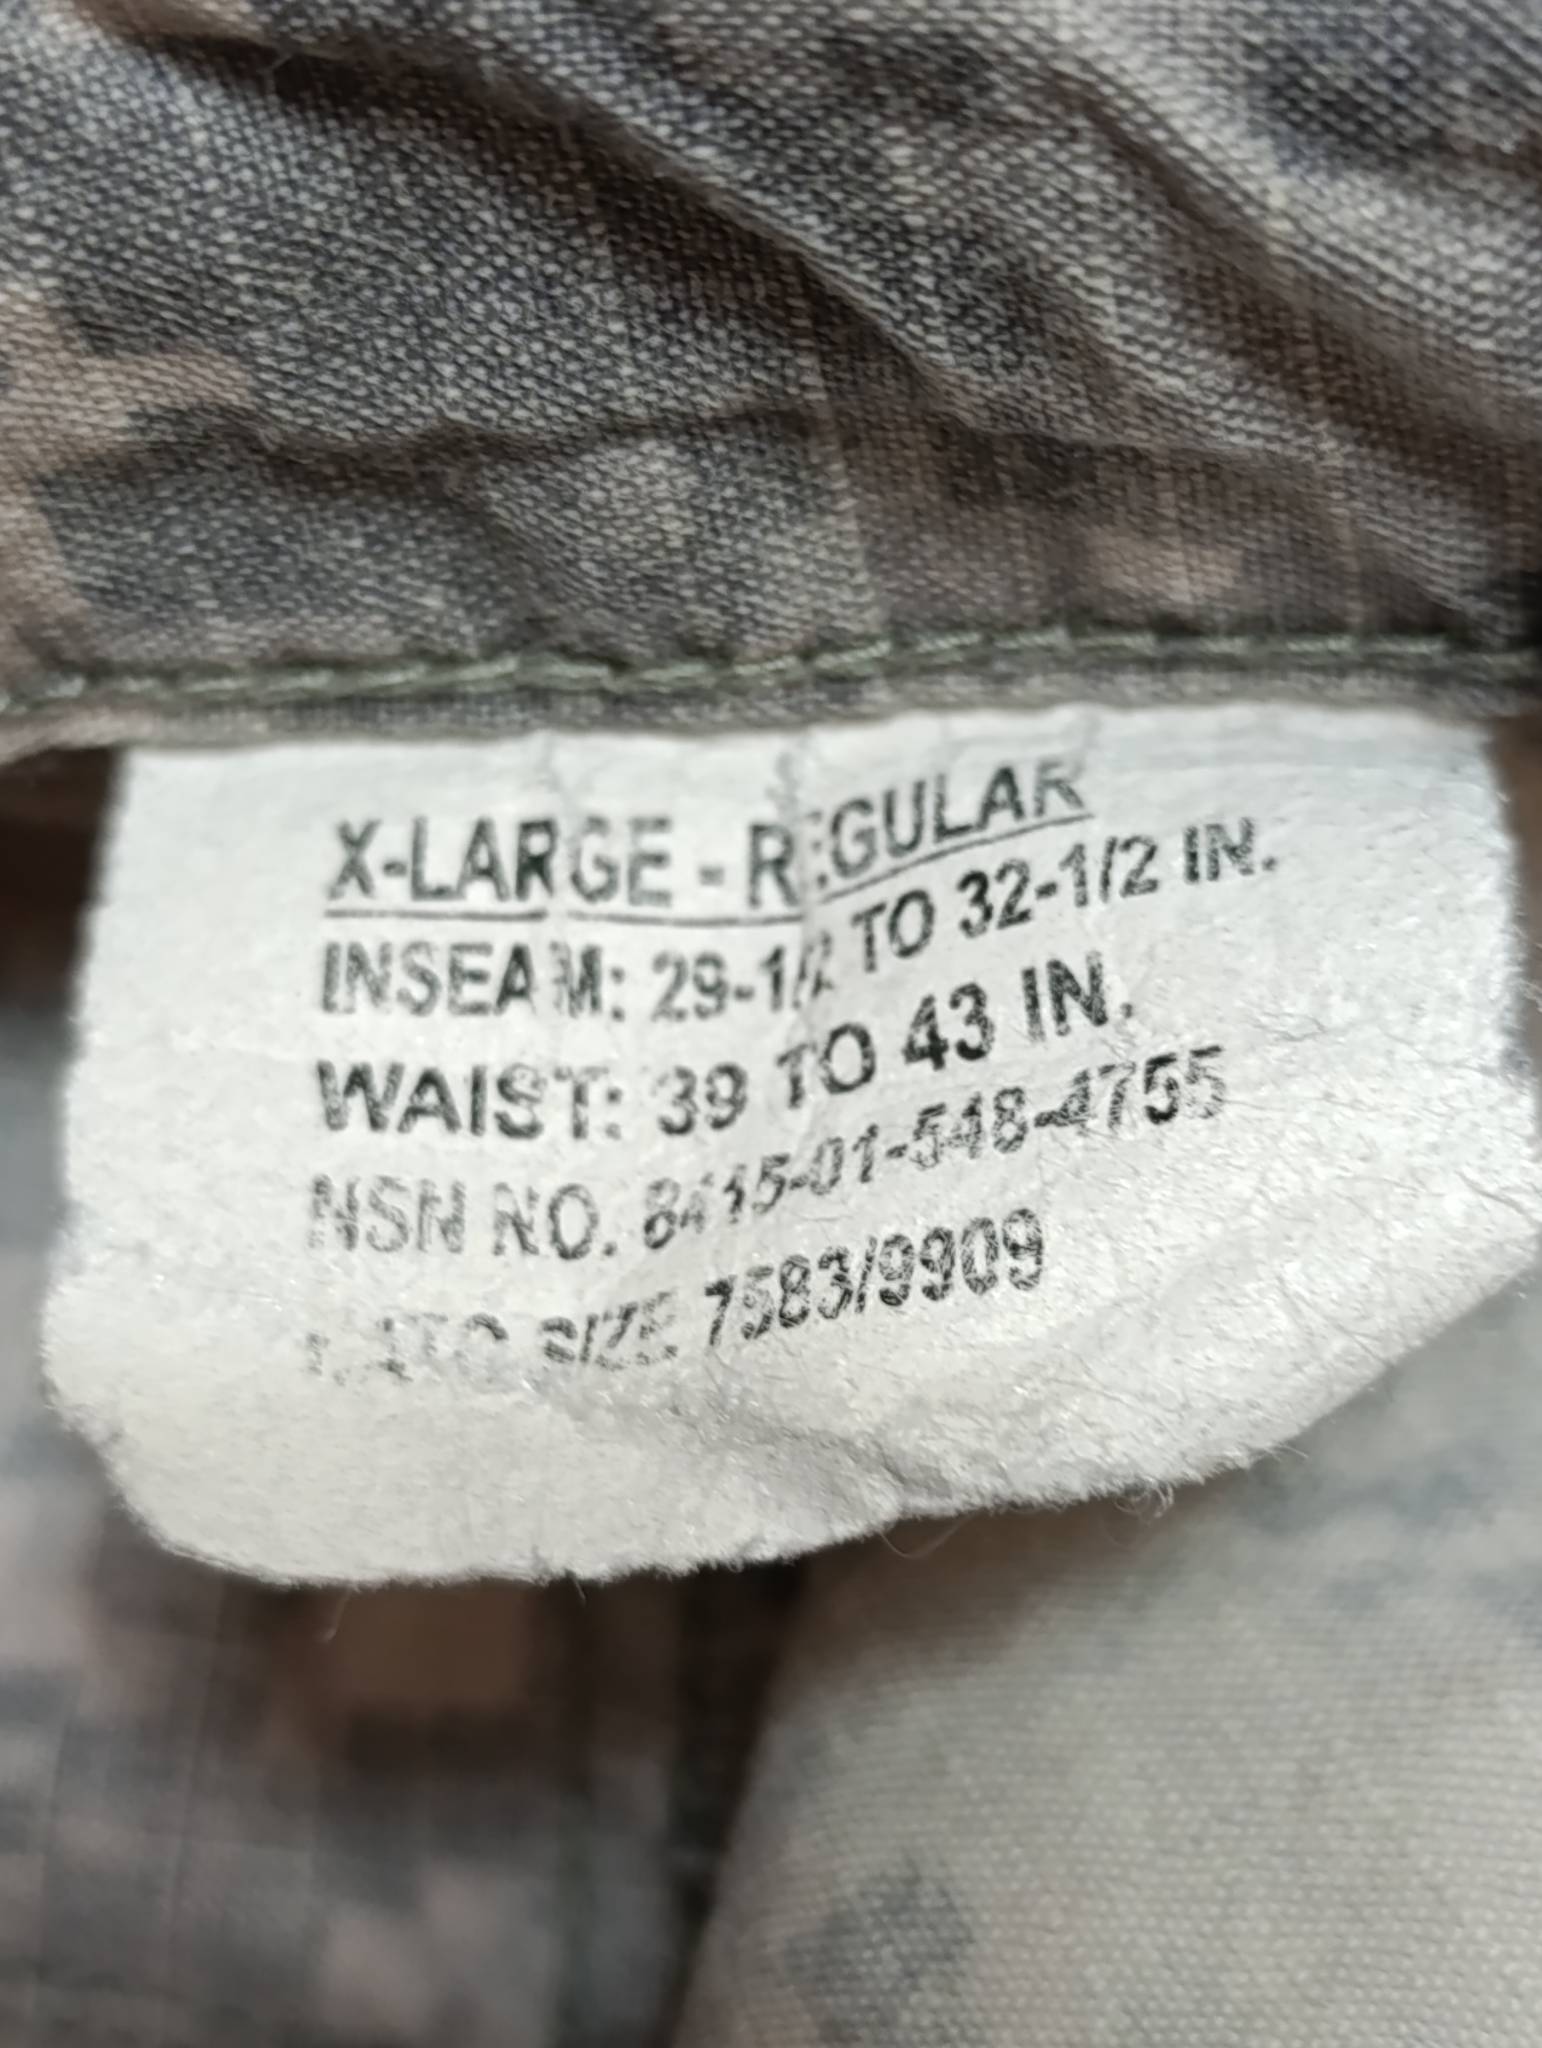 X-LARGE - REGULAR
INSEAM: 29-1/2 TO 32-1/2 IN.
WAIST: 39 TO 43 IN.
NSN NO. 8415-01-548-4755
NATO SIZE 7583/9909